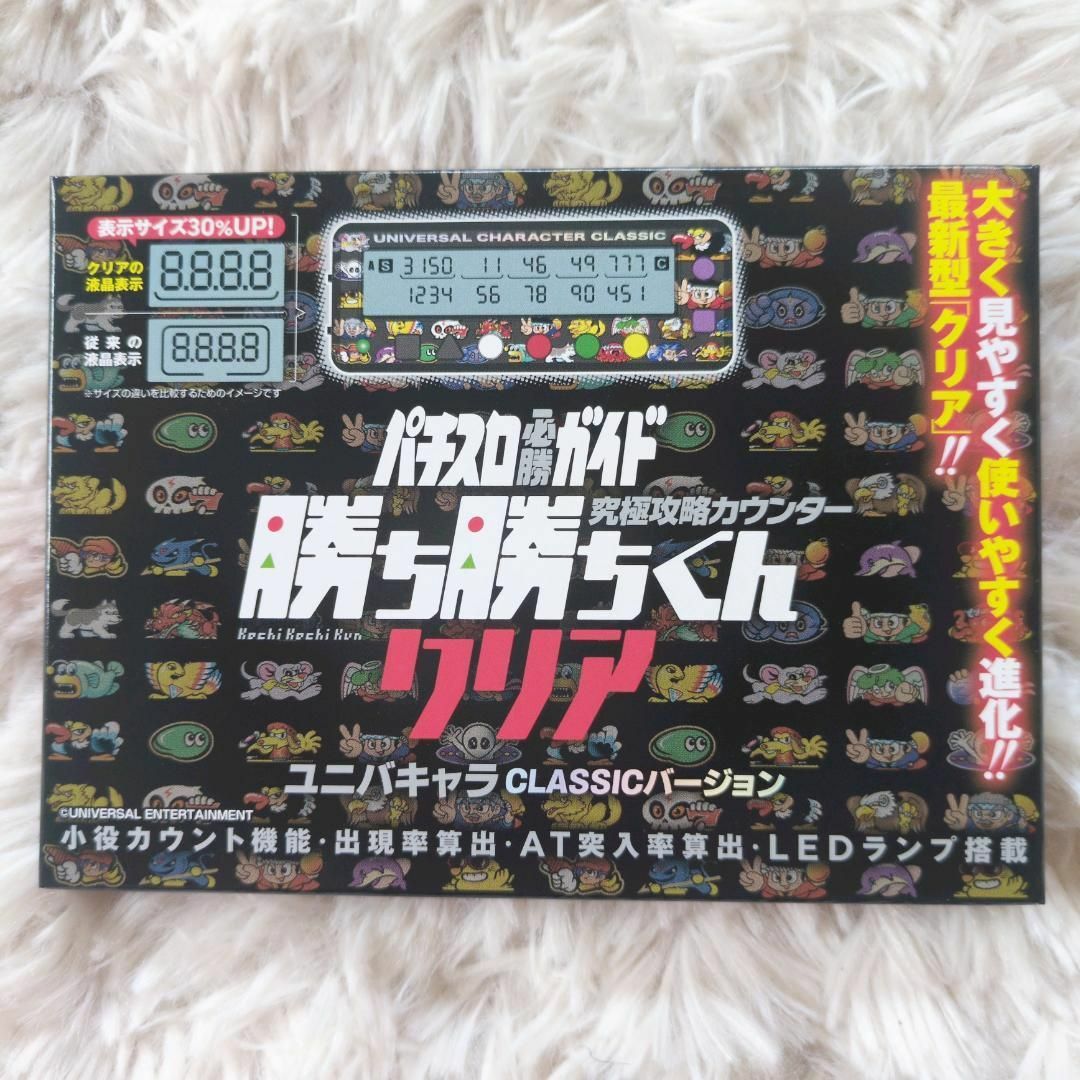 表示サイズ30%UP!
クリアの
液晶表示
8.8.8.8
従来の
液晶表示
8.8.8.8
※サイズの違いを比較するためのイメージです
UNIVERSAL CHARACTER CLASSIC
A S 3150 11 46 49 777 C
1234 56 78 90 451
大きく見やすく使いやすく進化!!
最新型「クリア」!!
パチスロ必勝ガイド
究極攻略カウンター
勝ち勝ちくん
Kachi Kachi Kun
クリア
ユニバキャラ CLASSICバージョン
©UNIVERSAL ENTERTAINMENT
小役カウント機能・出現率算出・AT突入率算出・LEDランプ搭載